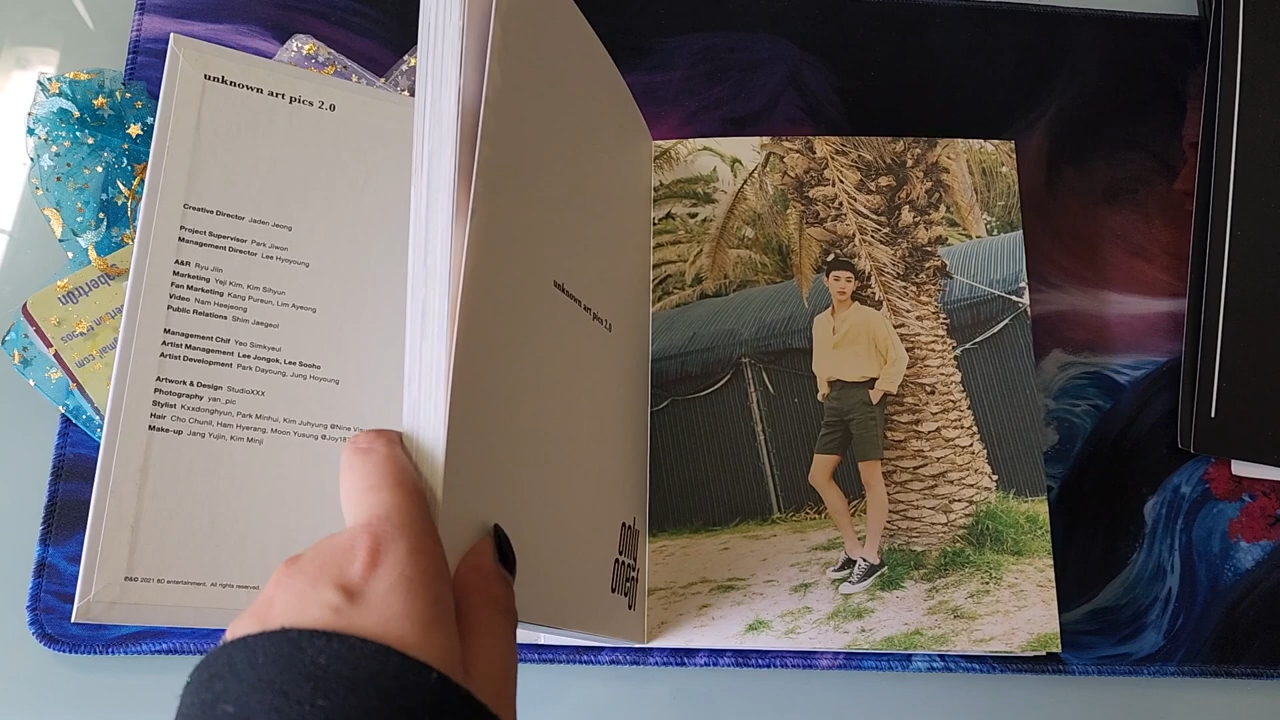 unknown art pics 2.0
Creative Director Jaden Jeong
Project Supervisor Park Jiwon
Management Director Lee Hyoyoung
A&R Ryu Jiin
Marketing Yeji Kim, Kim Sihyun
Fan Marketing Kang Pureun, Lim Ayeong
Video Nam Heejeong
Public Relations Shim Jaegeol
Management Chif Yeo Simkyeul
Artist Management Lee Jongok, Lee Sooho
Artist Development Park Dayoung, Jung Hoyoung
Artwork & Design StudioXXX
Photography yan_pic
Stylist Kxxdonghyun, Park Minhui, Kim Juhyung @Nine
Hair Cho Chunil, Ham Hyerang, Moon Yusung
Make-up Jang Yujin, Kim Minji
℗&© 2021 8D entertainment. All rights reserved.
unknown art pics 2.0
only
oneof